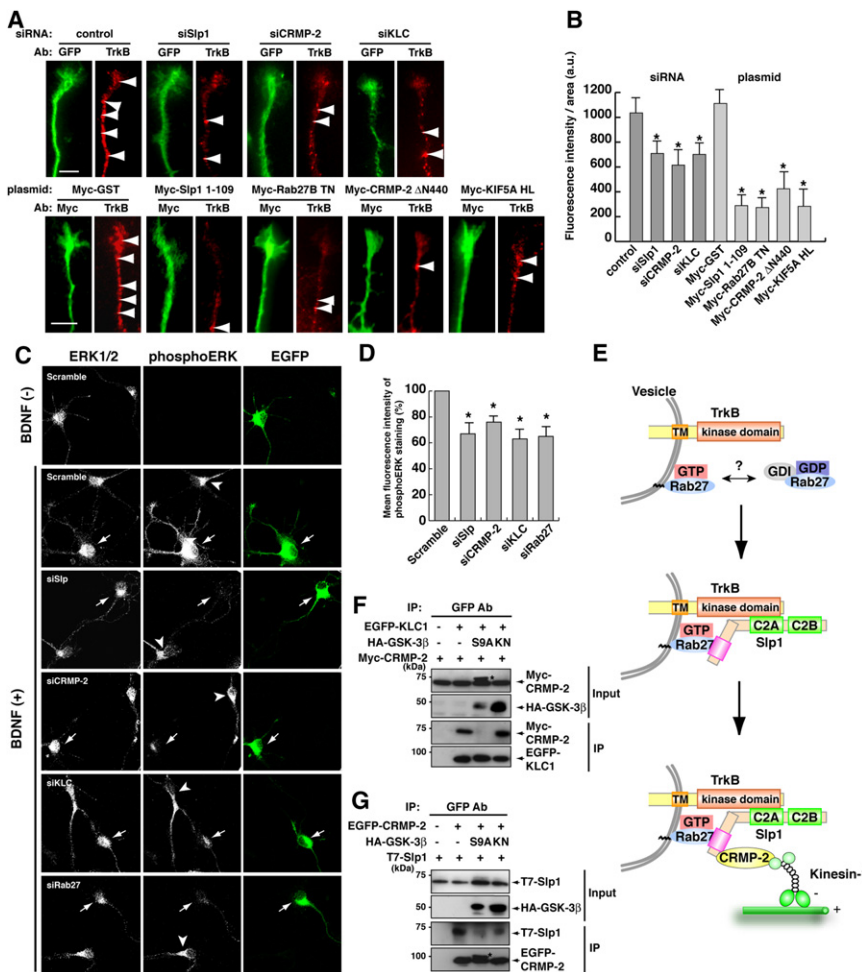 A
siRNA: control siSlp1 siCRMP-2 siKLC
Ab: GFP TrkB GFP TrkB GFP TrkB GFP TrkB
plasmid: Myc-GST Myc-Slp1 1-109 Myc-Rab27B TN Myc-CRMP-2 ΔN440 Myc-KIF5A HL
Ab: Myc TrkB Myc TrkB Myc TrkB Myc TrkB Myc TrkB
B
Fluorescence intensity / area (a.u.)
siRNA plasmid
1200
1000
800
600
400
200
0
* * * * * * *
control
siSlp1
siCRMP-2
siKLC
Myc-GST
Myc-Slp1 1-109
Myc-Rab27B TN
Myc-CRMP-2 ΔN440
Myc-KIF5A HL
C
ERK1/2 phosphoERK EGFP
BDNF (-)
Scramble
BDNF (+)
Scramble
siSlp
siCRMP-2
siKLC
siRab27
D
Mean fluorescence intensity of
phosphoERK staining (%)
100
80
60
40
20
0
* * * *
Scramble
siSlp
siCRMP-2
siKLC
siRab27
E
Vesicle
TrkB
TM kinase domain
GTP
Rab27
?
GDI GDP
Rab27
TrkB
TM kinase domain
GTP
Rab27
C2A C2B
Slp1
TrkB
TM kinase domain
GTP
Rab27
C2A C2B
Slp1
CRMP-2
Kinesin-
-
+
F
IP: GFP Ab
EGFP-KLC1 - + + +
HA-GSK-3β - - S9A KN
Myc-CRMP-2 + + + +
(kDa)
75
Myc-
CRMP-2
50
HA-GSK-3β
Input
75
Myc-
CRMP-2
100
EGFP-
KLC1
IP
G
IP: GFP Ab
EGFP-CRMP-2 - + + +
HA-GSK-3β - - S9A KN
T7-Slp1 + + + +
(kDa)
75
T7-Slp1
50
HA-GSK-3β
Input
75
T7-Slp1
100
EGFP-
CRMP-2
IP